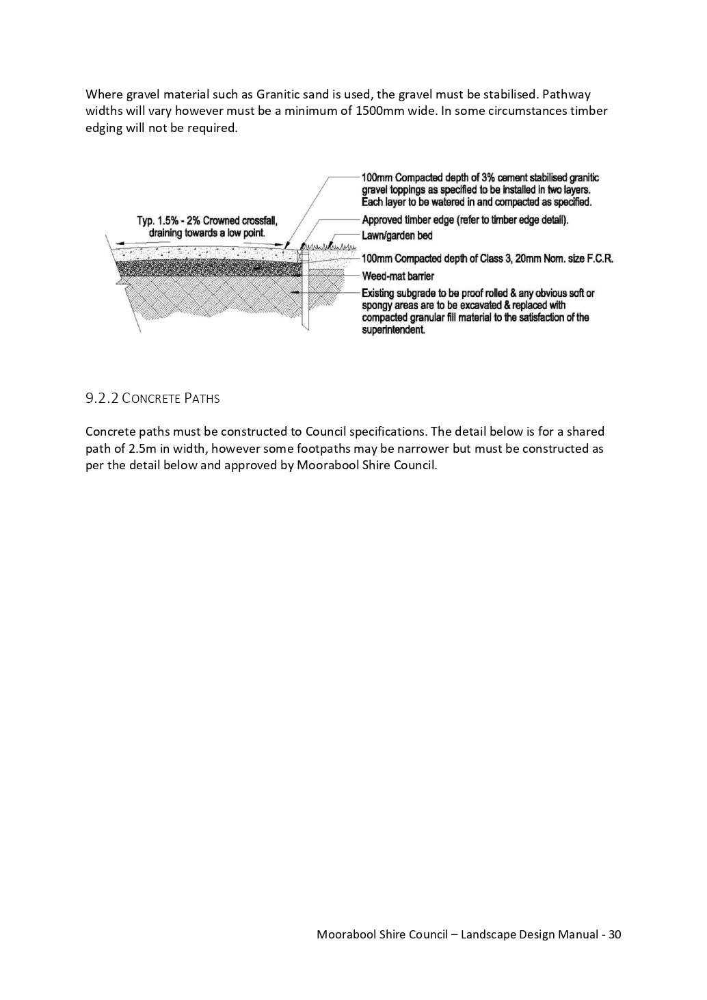 Where gravel material such as Granitic sand is used, the gravel must be stabilised. Pathway
widths will vary however must be a minimum of 1500mm wide. In some circumstances timber
edging will not be required.
100mm Compacted depth of 3% cement stabilised granitic
gravel toppings as specified to be installed in two layers.
Each layer to be watered in and compacted as specified.
Typ. 1.5% - 2% Crowned crossfall,
draining towards a low point.
Approved timber edge (refer to timber edge detail).
Lawn/garden bed
100mm Compacted depth of Class 3, 20mm Nom. size F.C.R.
Weed-mat barrier
Existing subgrade to be proof rolled & any obvious soft or
spongy areas are to be excavated & replaced with
compacted granular fill material to the satisfaction of the
superintendent.
9.2.2 CONCRETE PATHS
Concrete paths must be constructed to Council specifications. The detail below is for a shared
path of 2.5m in width, however some footpaths may be narrower but must be constructed as
per the detail below and approved by Moorabool Shire Council.
Moorabool Shire Council – Landscape Design Manual - 30